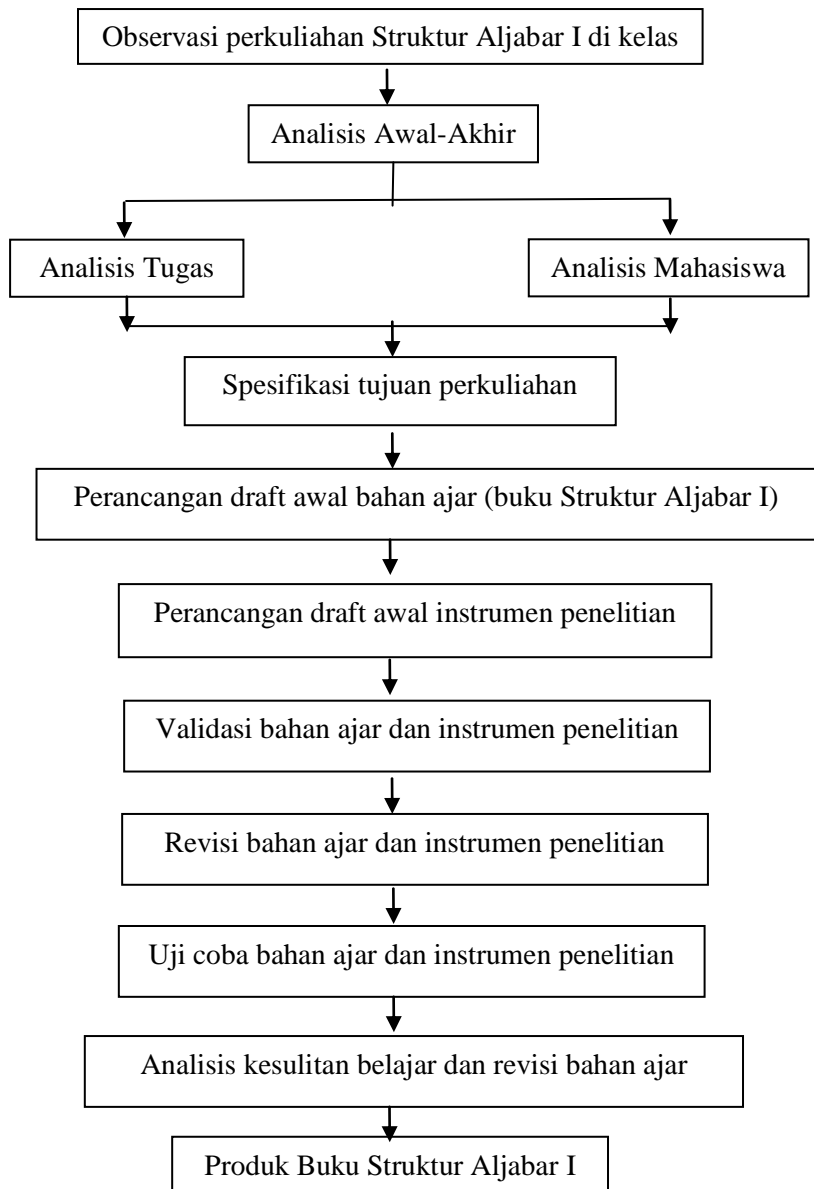 Observasi perkuliahan Struktur Aljabar I di kelas
Analisis Awal-Akhir
Analisis Tugas
Analisis Mahasiswa
Spesifikasi tujuan perkuliahan
Perancangan draft awal bahan ajar (buku Struktur Aljabar I)
Perancangan draft awal instrumen penelitian
Validasi bahan ajar dan instrumen penelitian
Revisi bahan ajar dan instrumen penelitian
Uji coba bahan ajar dan instrumen penelitian
Analisis kesulitan belajar dan revisi bahan ajar
Produk Buku Struktur Aljabar I